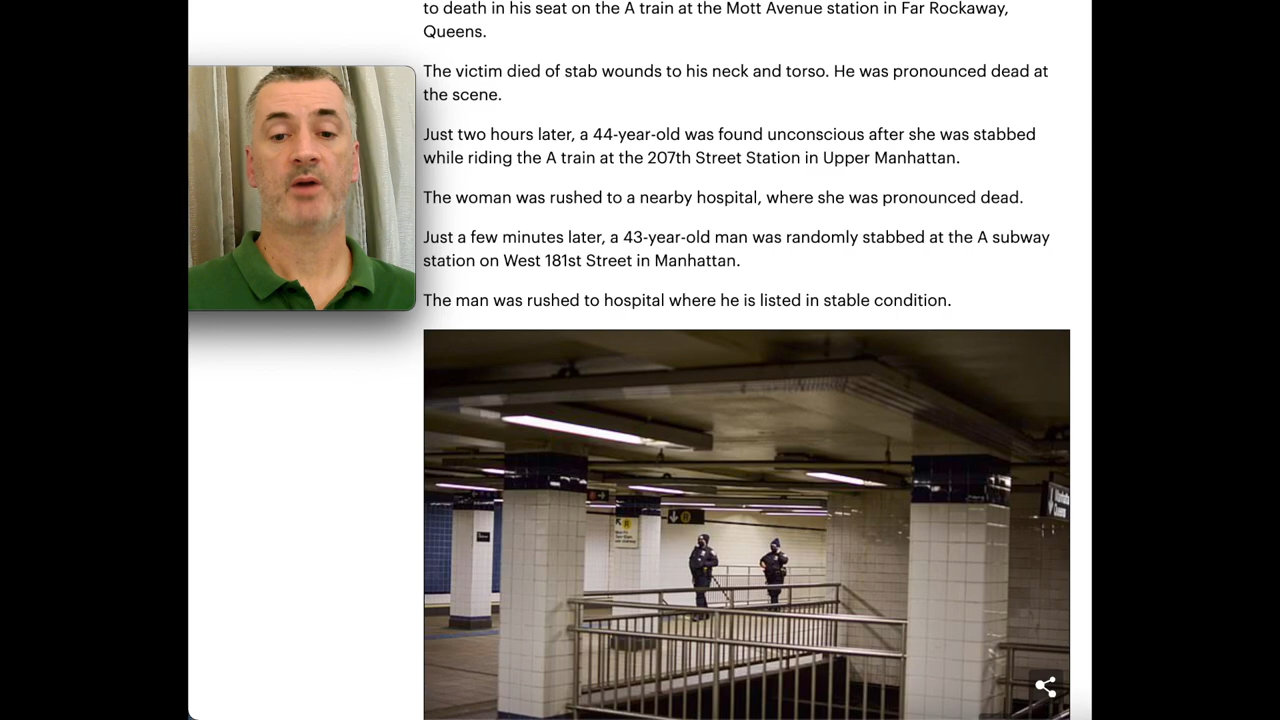 to death in his seat on the A train at the Mott Avenue station in Far Rockaway,
Queens.
The victim died of stab wounds to his neck and torso. He was pronounced dead at
the scene.
Just two hours later, a 44-year-old was found unconscious after she was stabbed
while riding the A train at the 207th Street Station in Upper Manhattan.
The woman was rushed to a nearby hospital, where she was pronounced dead.
Just a few minutes later, a 43-year-old man was randomly stabbed at the A subway
station on West 181st Street in Manhattan.
The man was rushed to hospital where he is listed in stable condition.